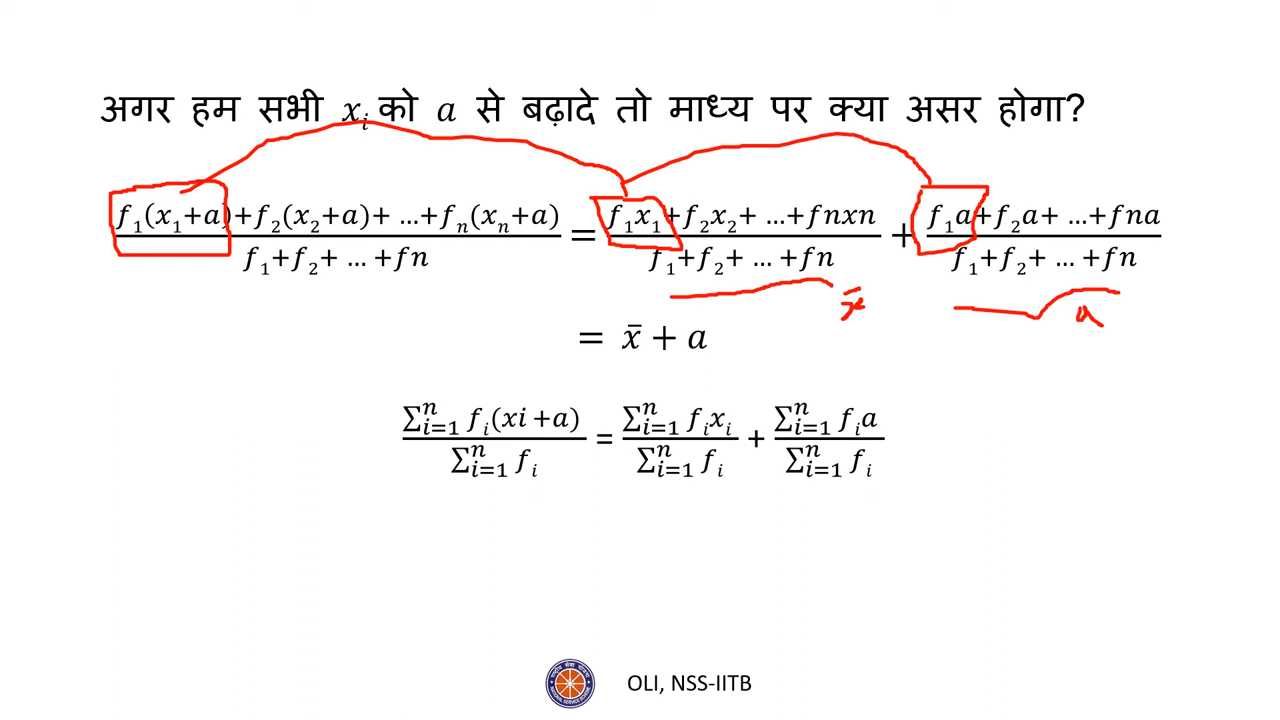 अगर हम सभी xᵢ को a से बढ़ादे तो माध्य पर क्या असर होगा?
f₁(x₁+a)+f₂(x₂+a)+ ...+fₙ(xₙ+a) / f₁+f₂+ ... +fn = f₁x₁+f₂x₂+ ...+fnxn / f₁+f₂+ ... +fn + f₁a+f₂a+ ...+fna / f₁+f₂+ ... +fn
x̄ a
= x̄ + a
∑ⁿᵢ₌₁ fᵢ(xi+a) / ∑ⁿᵢ₌₁ fᵢ = ∑ⁿᵢ₌₁ fᵢxᵢ / ∑ⁿᵢ₌₁ fᵢ + ∑ⁿᵢ₌₁ fᵢa / ∑ⁿᵢ₌₁ fᵢ
OLI, NSS-IITB